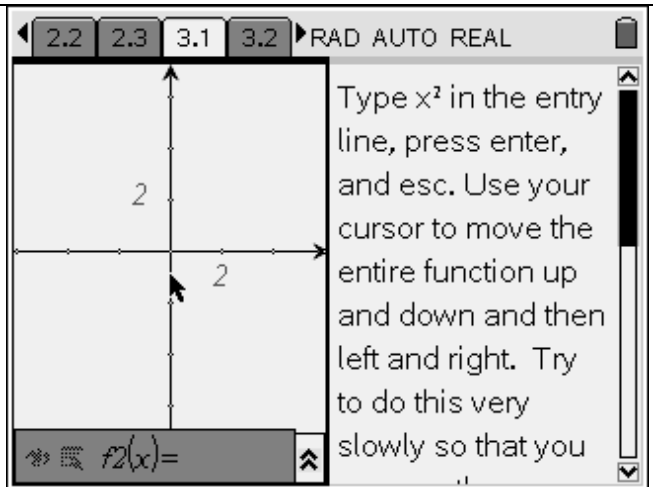 2.2 2.3 3.1 3.2 RAD AUTO REAL
2
2
f2(x)=
Type x² in the entry
line, press enter,
and esc. Use your
cursor to move the
entire function up
and down and then
left and right. Try
to do this very
slowly so that you